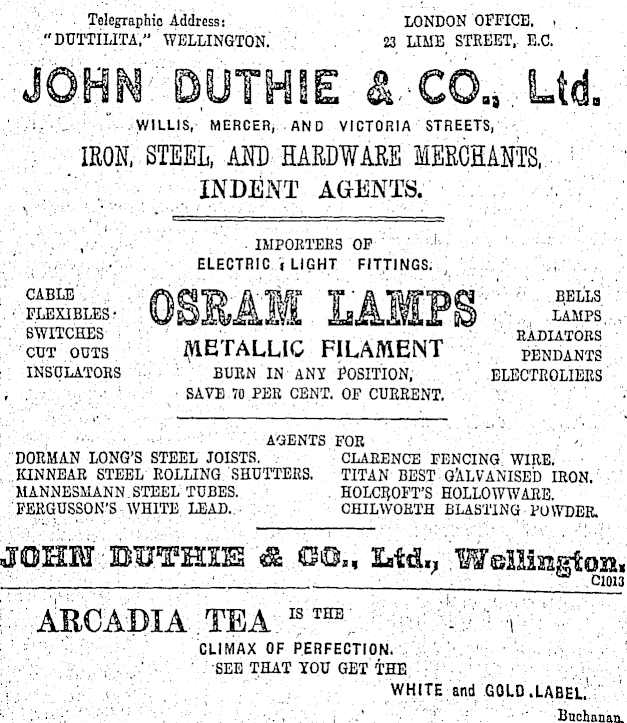 Telegraphic Address:
"DUTTILITA," WELLINGTON.
LONDON OFFICE,
23 LIME STREET, E.C.
JOHN DUTHIE & CO., Ltd.
WILLIS, MERCER, AND VICTORIA STREETS,
IRON, STEEL, AND HARDWARE MERCHANTS,
INDENT AGENTS.
IMPORTERS OF
ELECTRIC LIGHT FITTINGS.
CABLE
FLEXIBLES
SWITCHES
CUT OUTS
INSULATORS
OSRAM LAMPS
METALLIC FILAMENT
BURN IN ANY POSITION,
SAVE 70 PER CENT. OF CURRENT.
BELLS
LAMPS
RADIATORS
PENDANTS
ELECTROLIERS
AGENTS FOR
DORMAN LONG'S STEEL JOISTS.
KINNEAR STEEL ROLLING SHUTTERS.
MANNESMANN STEEL TUBES.
FERGUSSON'S WHITE LEAD.
CLARENCE FENCING WIRE.
TITAN BEST GALVANISED IRON.
HOLCROFT'S HOLLOWWARE.
CHILWORTH BLASTING POWDER.
JOHN DUTHIE & CO., Ltd., Wellington.
C1013
ARCADIA TEA IS THE
CLIMAX OF PERFECTION.
SEE THAT YOU GET THE
WHITE and GOLD LABEL.
Buchanan.